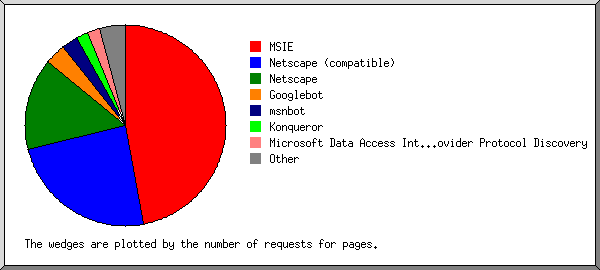 MSIE
Netscape (compatible)
Netscape
Googlebot
msnbot
Konqueror
Microsoft Data Access Int...ovider Protocol Discovery
Other
The wedges are plotted by the number of requests for pages.